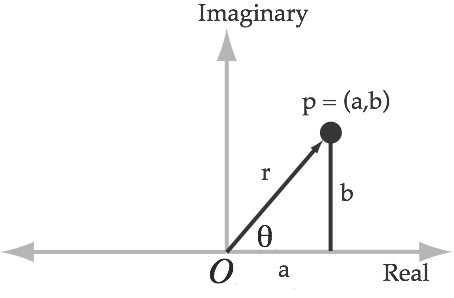 Imaginary
p = (a,b)
r
b
θ
O
a
Real